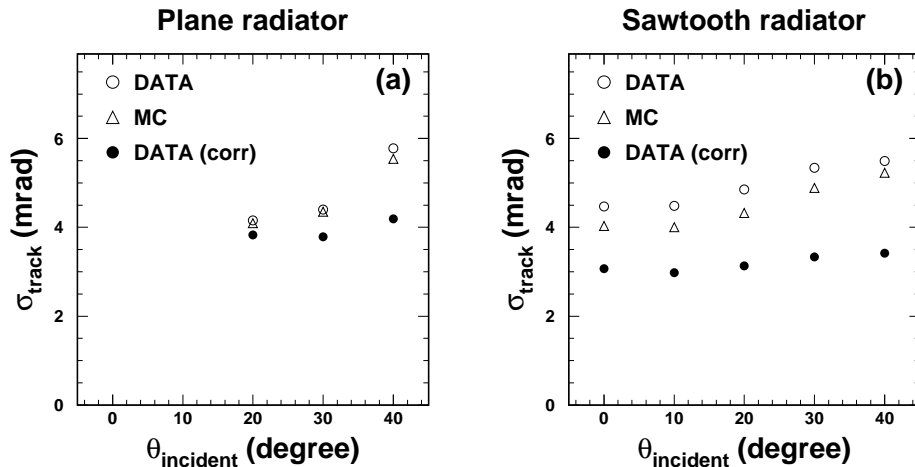 Plane radiator
(a)
DATA
MC
DATA (corr)
σtrack (mrad)
0
2
4
6
0 10 20 30 40
θincident (degree)
Sawtooth radiator
(b)
DATA
MC
DATA (corr)
σtrack (mrad)
0
2
4
6
0 10 20 30 40
θincident (degree)